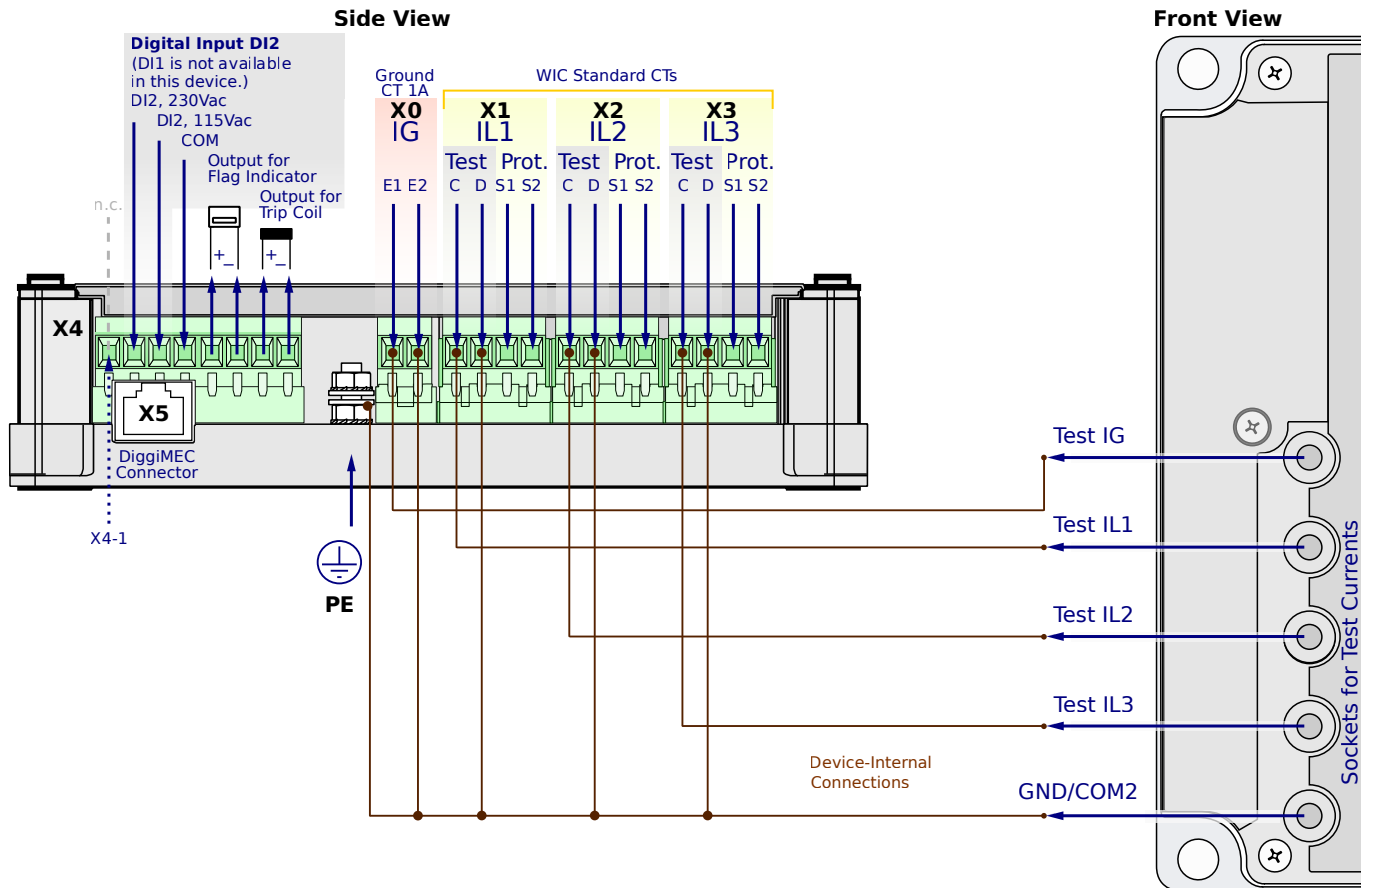 Side View
Front View
Digital Input DI2
(DI1 is not available
in this device.)
DI2, 230Vac
DI2, 115Vac
COM
Output for
Flag Indicator
Output for
Trip Coil
n.c.
+ −
+ −
Ground
CT 1A
WIC Standard CTs
X0
IG
E1 E2
X1
IL1
Test Prot.
C D S1 S2
X2
IL2
Test Prot.
C D S1 S2
X3
IL3
Test Prot.
C D S1 S2
X4
X5
DiggiMEC
Connector
X4-1
PE
Test IG
Test IL1
Test IL2
Test IL3
GND/COM2
Device-Internal
Connections
Sockets for Test Currents